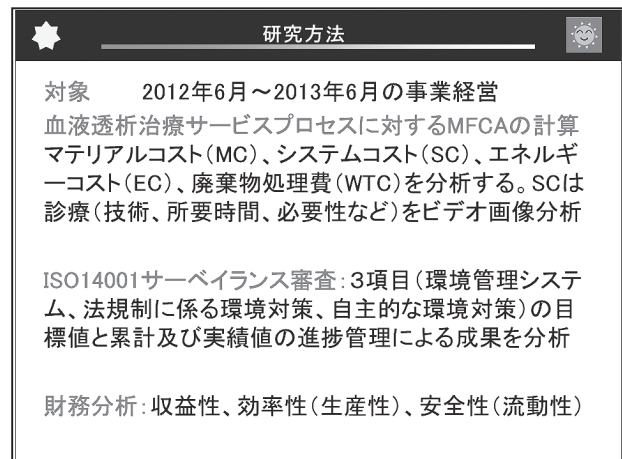 研究方法
対象　2012年6月～2013年6月の事業経営
血液透析治療サービスプロセスに対するMFCAの計算
マテリアルコスト（MC）、システムコスト（SC）、エネルギ
ーコスト（EC）、廃棄物処理費（WTC）を分析する。SCは
診療（技術、所要時間、必要性など）をビデオ画像分析
ISO14001サーベイランス審査：３項目（環境管理システ
ム、法規制に係る環境対策、自主的な環境対策）の目
標値と累計及び実績値の進捗管理による成果を分析
財務分析：収益性、効率性（生産性）、安全性（流動性）